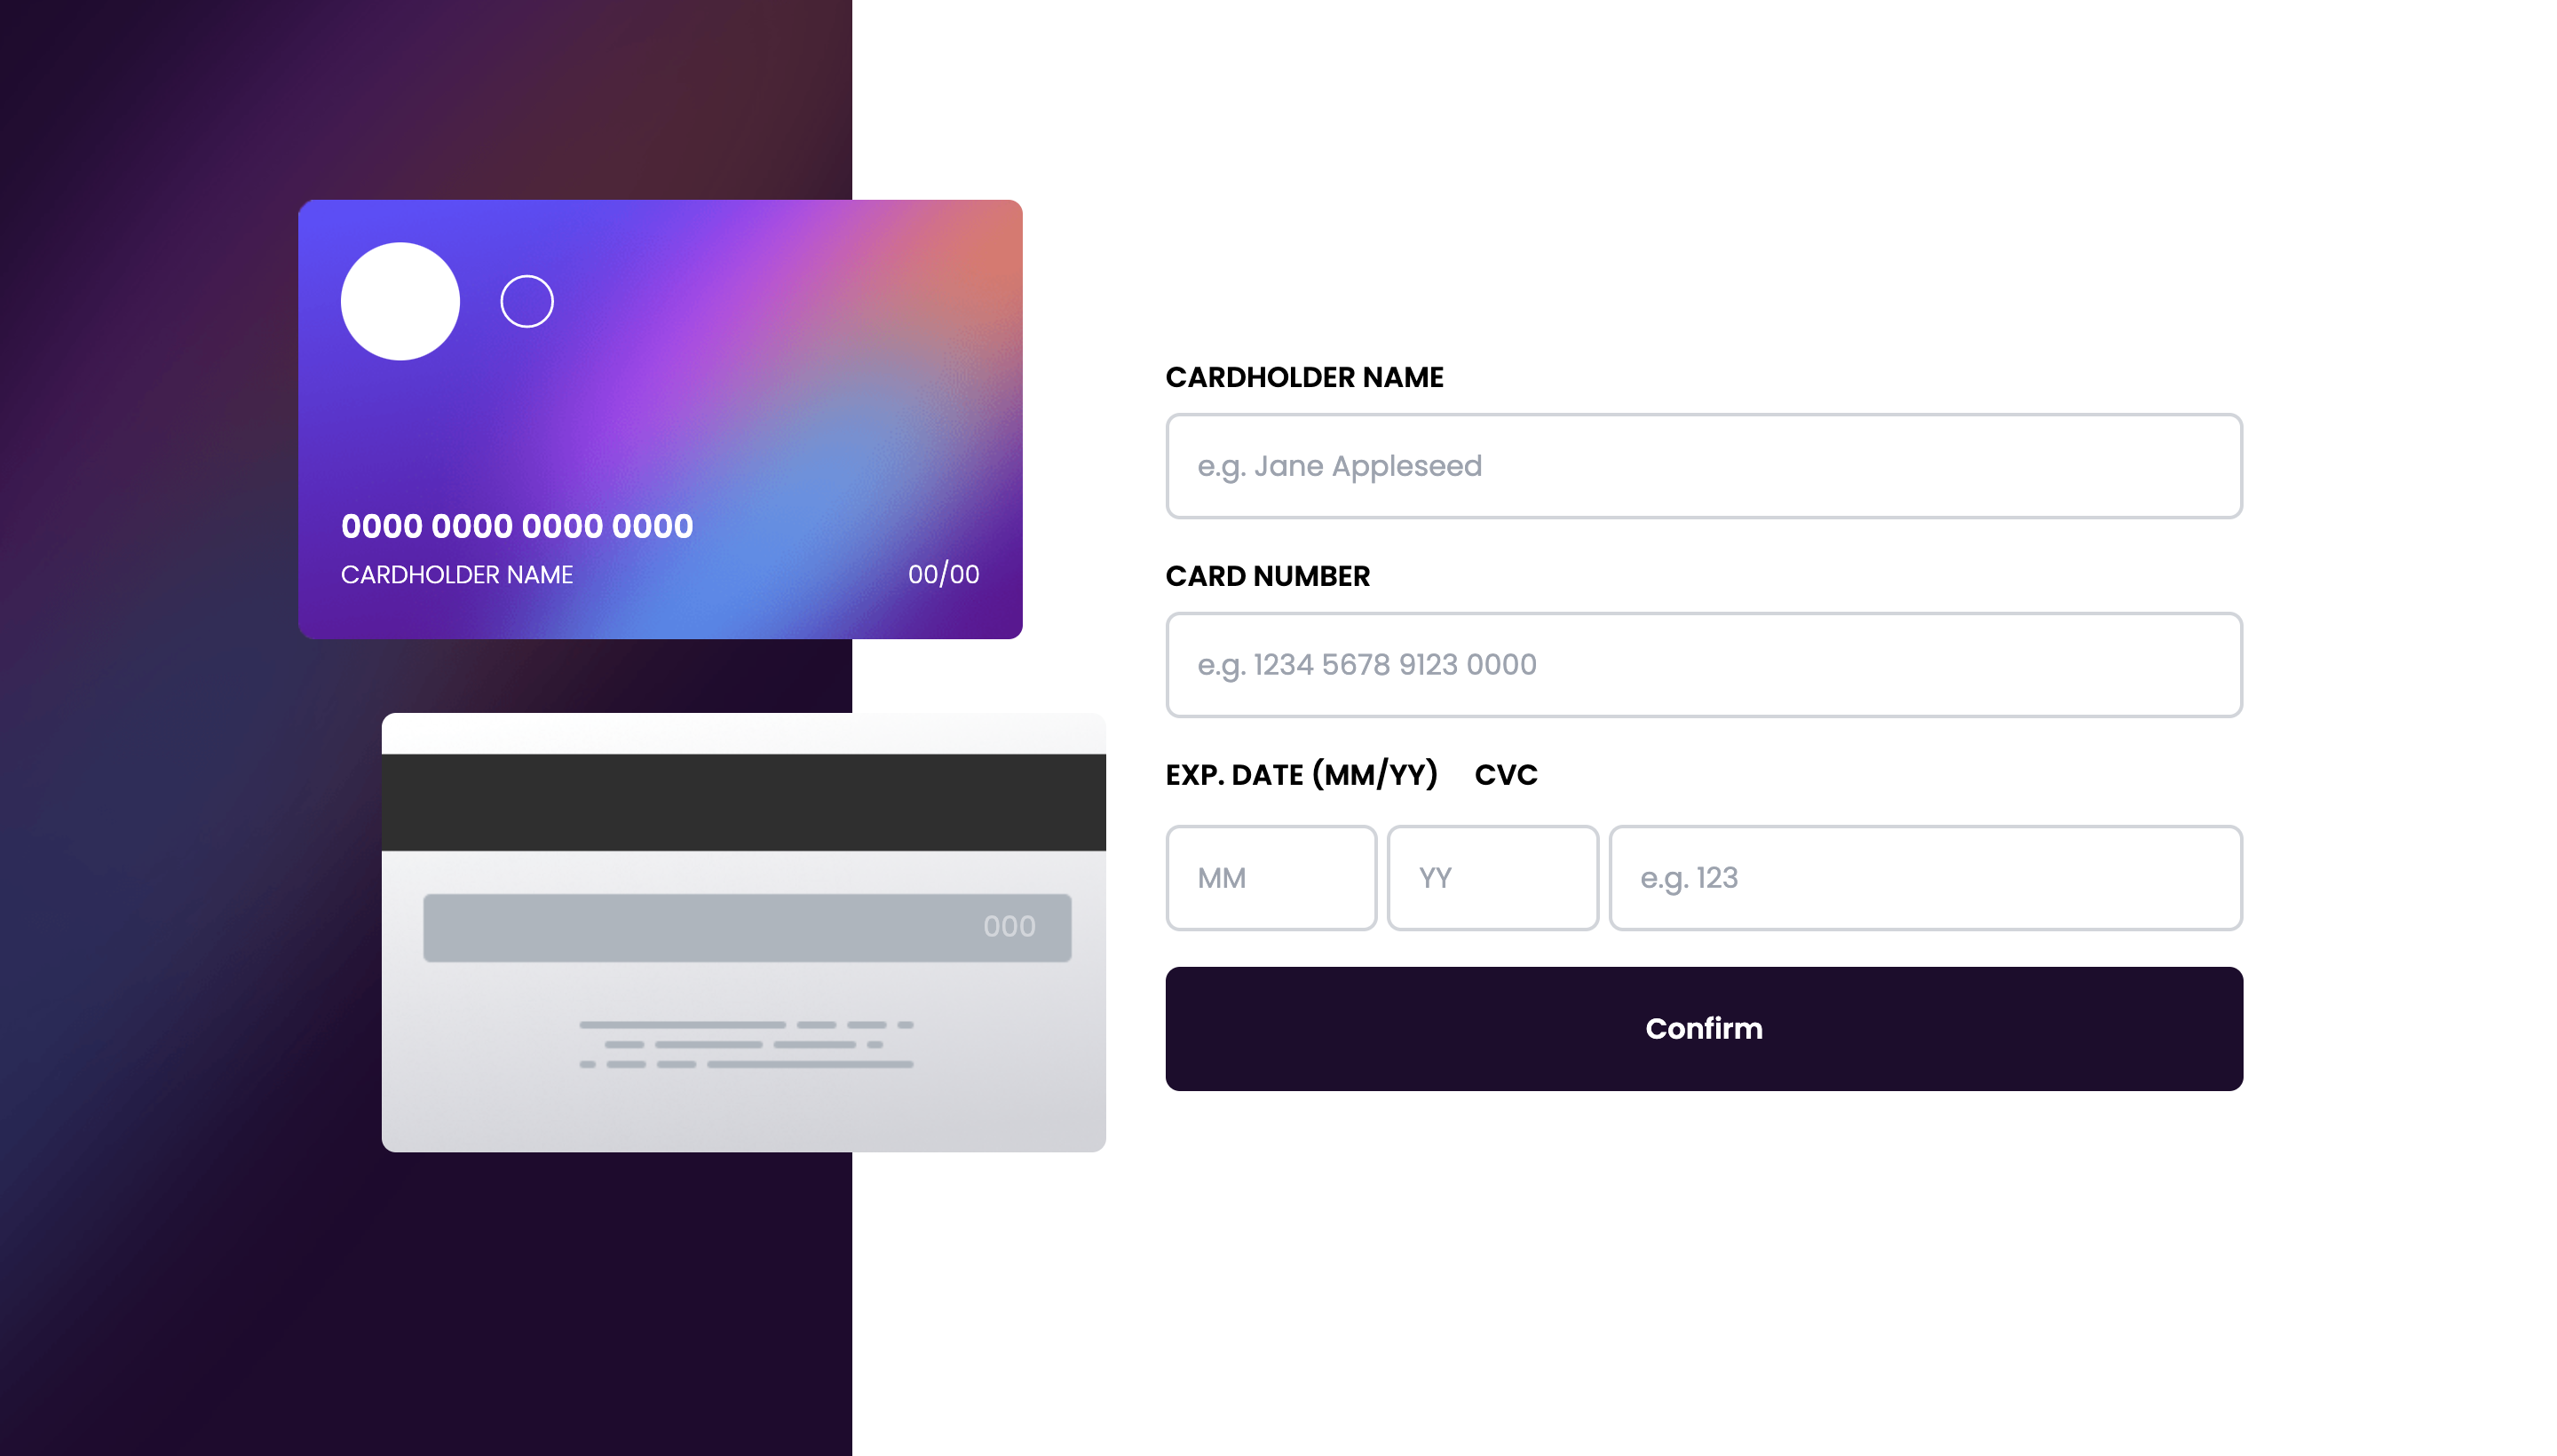 0000 0000 0000 0000
CARDHOLDER NAME 00/00
000
CARDHOLDER NAME
e.g. Jane Appleseed
CARD NUMBER
e.g. 1234 5678 9123 0000
EXP. DATE (MM/YY) CVC
MM YY e.g. 123
Confirm